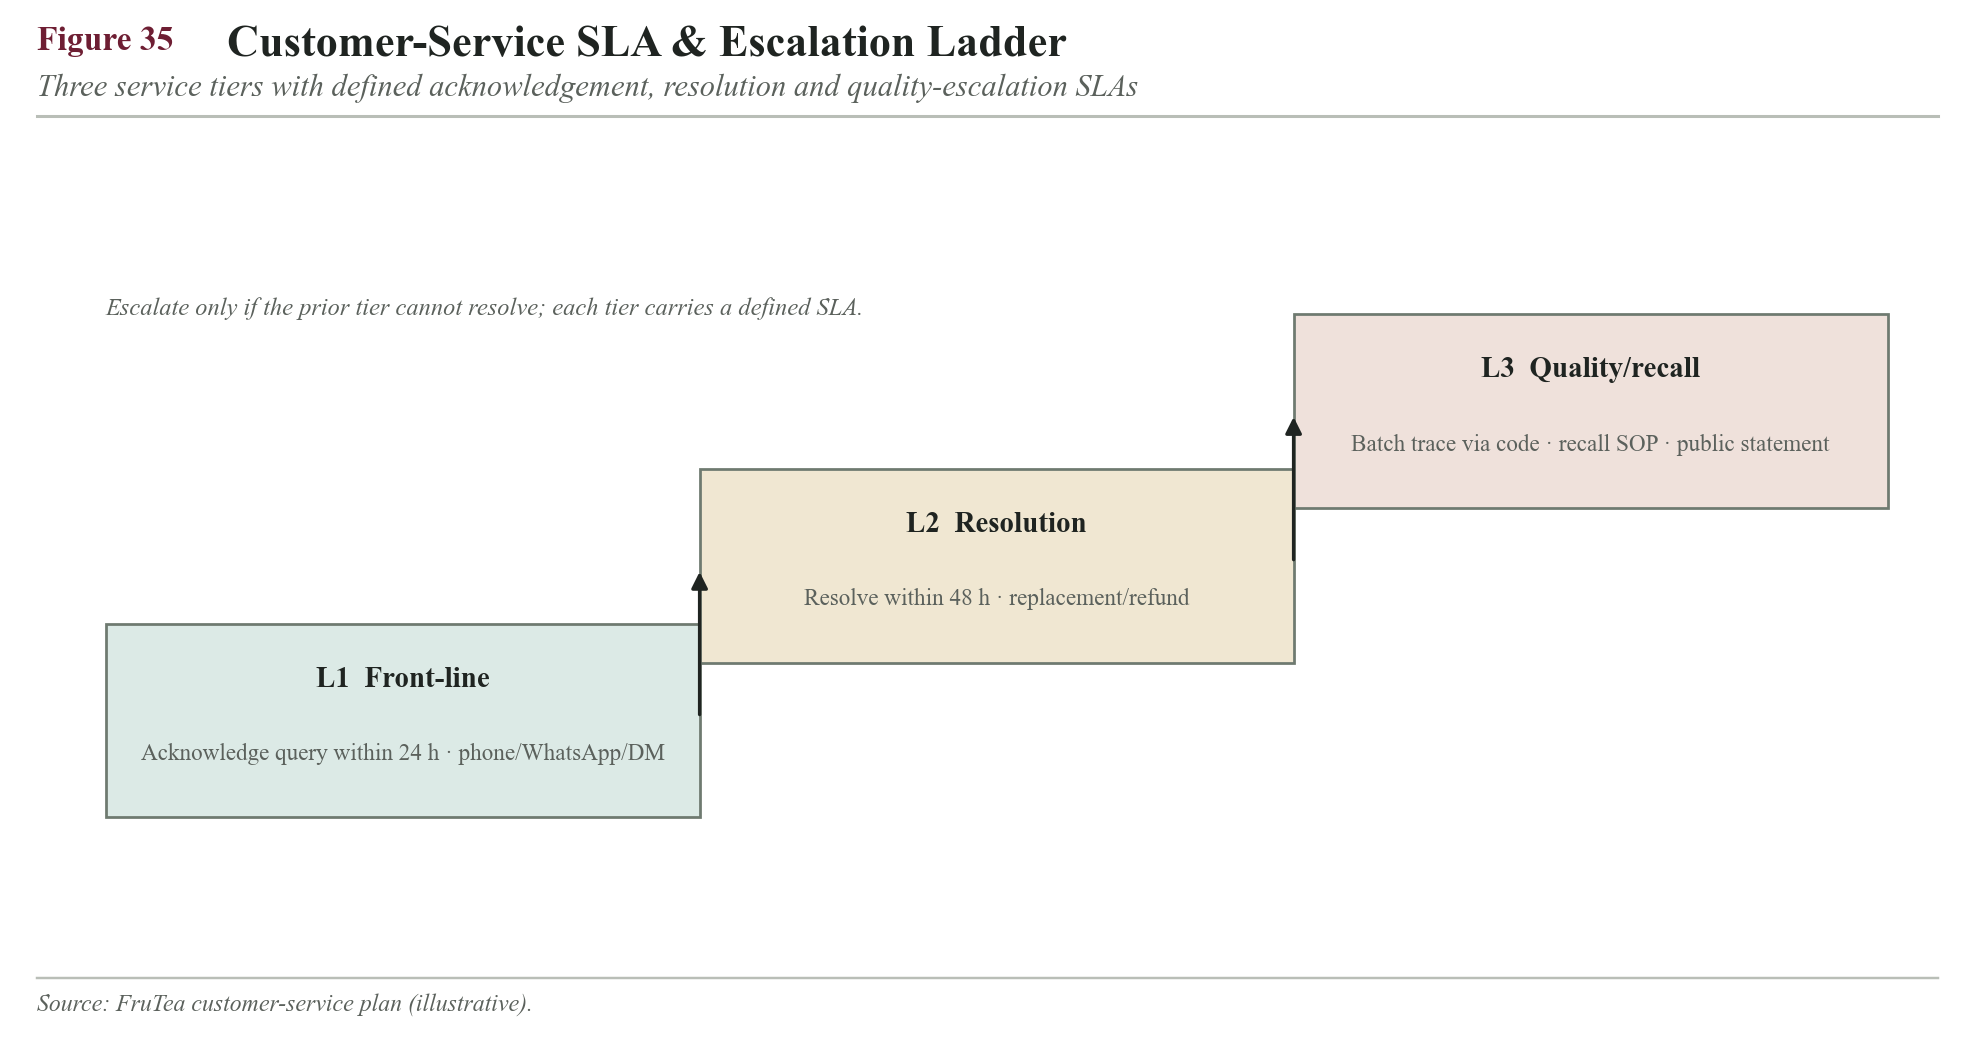 Figure 35 Customer-Service SLA & Escalation Ladder
Three service tiers with defined acknowledgement, resolution and quality-escalation SLAs
Escalate only if the prior tier cannot resolve; each tier carries a defined SLA.
L3 Quality/recall
Batch trace via code · recall SOP · public statement
L2 Resolution
Resolve within 48 h · replacement/refund
L1 Front-line
Acknowledge query within 24 h · phone/WhatsApp/DM
Source: FruTea customer-service plan (illustrative).